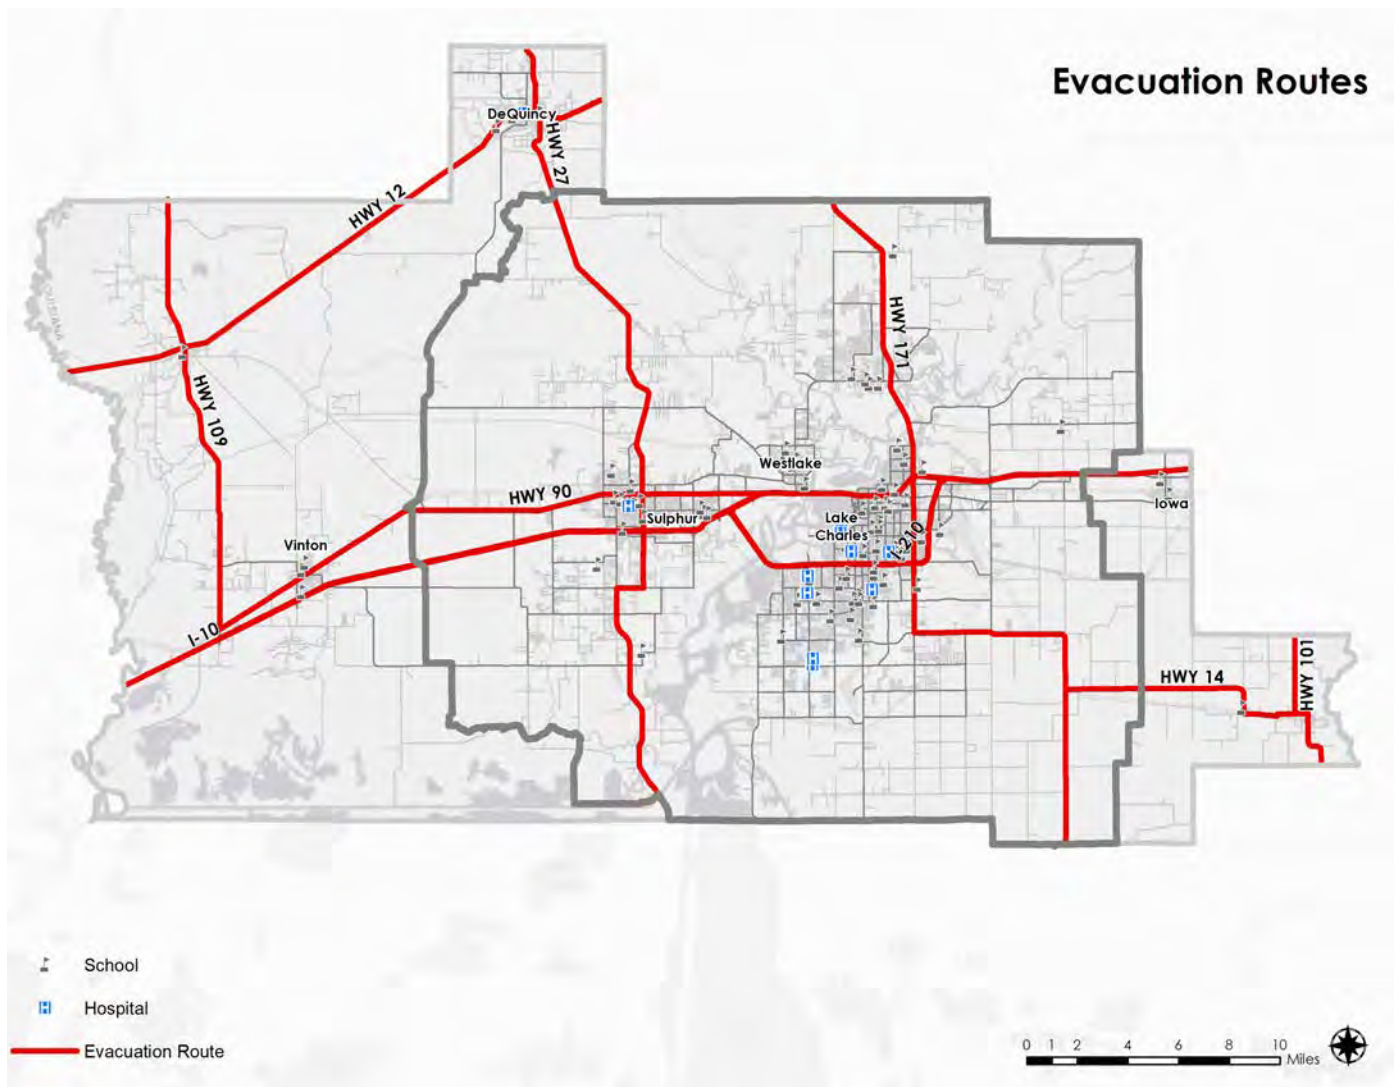 Evacuation Routes
DeQuincy
HWY 27
HWY 12
LOUISIANA
HWY 171
HWY 109
Westlake
HWY 90
Iowa
Sulphur
Lake
Charles
I-210
Vinton
I-10
HWY 101
HWY 14
School
Hospital
Evacuation Route
0 1 2 4 6 8 10
Miles